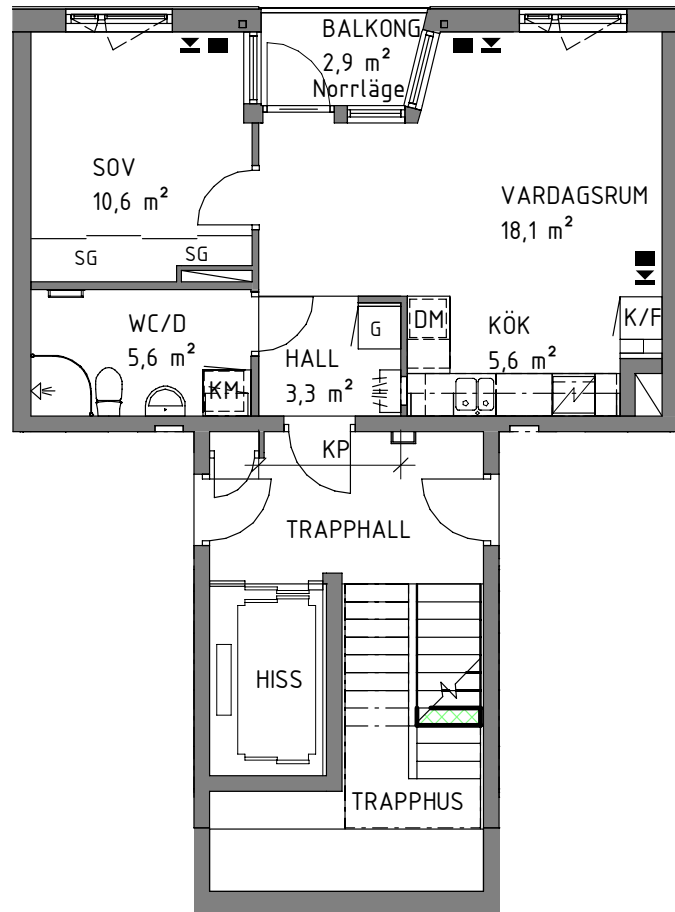 BALKONG
2,9 m²
Norrläge
SOV
10,6 m²
VARDAGSRUM
18,1 m²
SG
SG
WC/D
5,6 m²
KM
HALL
3,3 m²
G
DM
KÖK
5,6 m²
K/F
KP
TRAPPHALL
HISS
TRAPPHUS